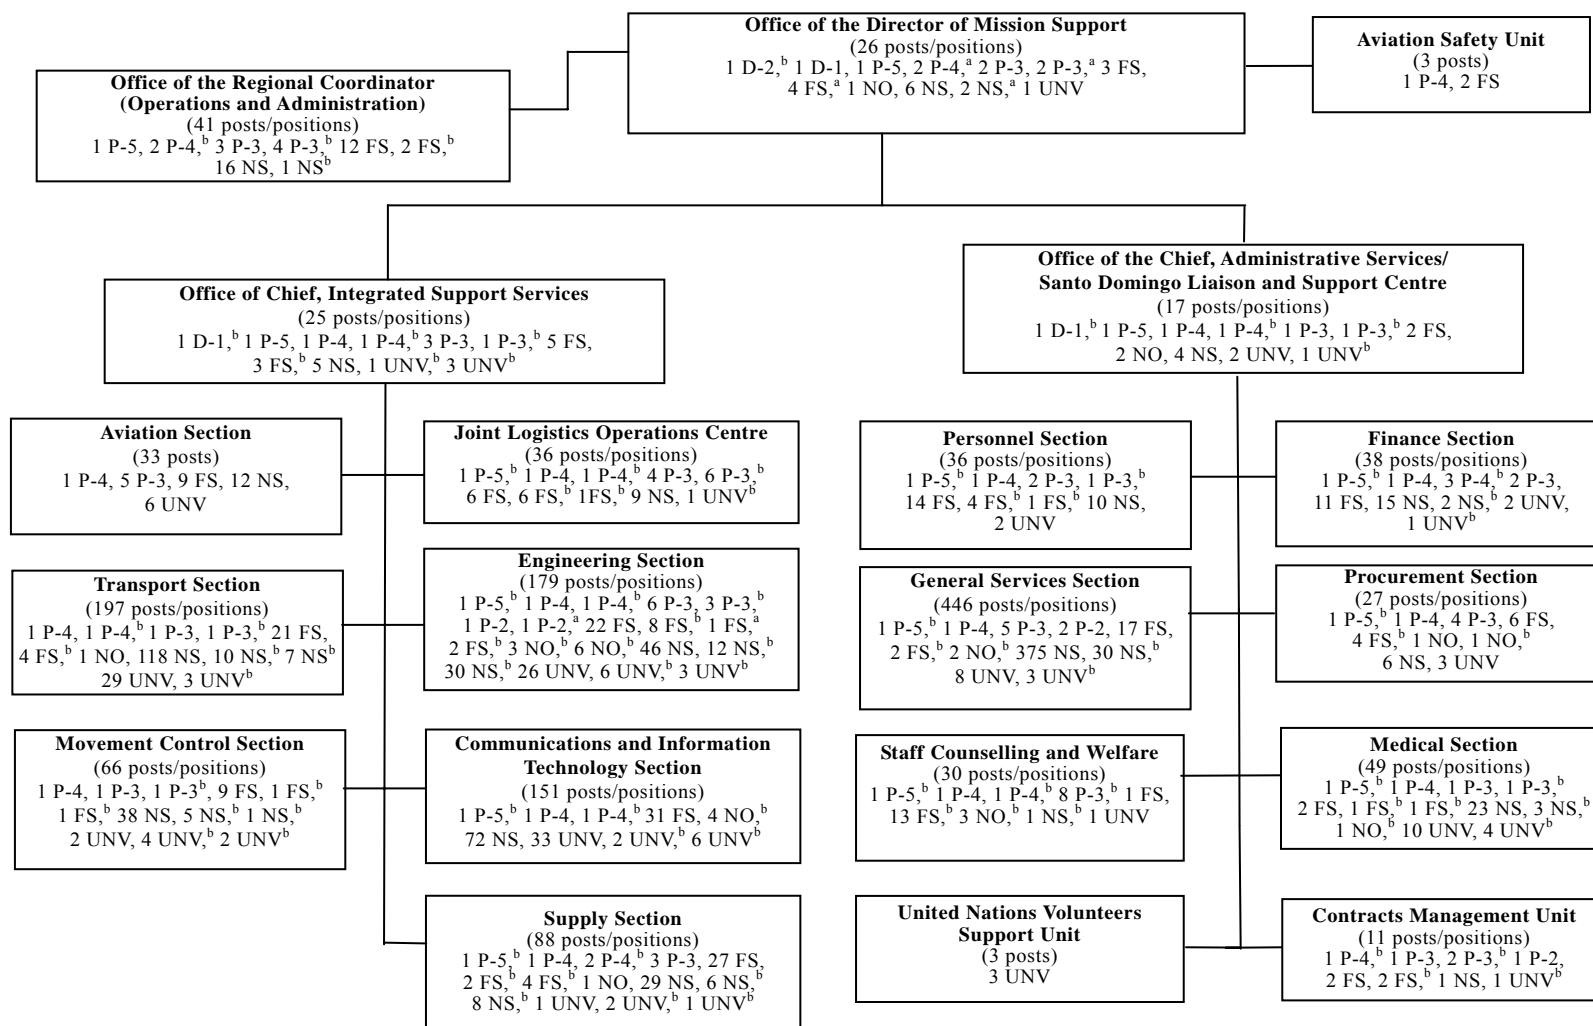 Office of the Director of Mission Support
(26 posts/positions)
1 D-2,ᵇ 1 D-1, 1 P-5, 2 P-4,ᵃ 2 P-3, 2 P-3,ᵃ 3 FS,
4 FS,ᵃ 1 NO, 6 NS, 2 NS,ᵃ 1 UNV
Aviation Safety Unit
(3 posts)
1 P-4, 2 FS
Office of the Regional Coordinator
(Operations and Administration)
(41 posts/positions)
1 P-5, 2 P-4,ᵇ 3 P-3, 4 P-3,ᵇ 12 FS, 2 FS,ᵇ
16 NS, 1 NSᵇ
Office of Chief, Integrated Support Services
(25 posts/positions)
1 D-1,ᵇ 1 P-5, 1 P-4, 1 P-4,ᵇ 3 P-3, 1 P-3,ᵇ 5 FS,
3 FS,ᵇ 5 NS, 1 UNV,ᵇ 3 UNVᵇ
Office of the Chief, Administrative Services/
Santo Domingo Liaison and Support Centre
(17 posts/positions)
1 D-1,ᵇ 1 P-5, 1 P-4, 1 P-4,ᵇ 1 P-3, 1 P-3,ᵇ 2 FS,
2 NO, 4 NS, 2 UNV, 1 UNVᵇ
Aviation Section
(33 posts)
1 P-4, 5 P-3, 9 FS, 12 NS,
6 UNV
Joint Logistics Operations Centre
(36 posts/positions)
1 P-5,ᵇ 1 P-4, 1 P-4,ᵇ 4 P-3, 6 P-3,ᵇ
6 FS, 6 FS,ᵇ 1FS,ᵇ 9 NS, 1 UNVᵇ
Personnel Section
(36 posts/positions)
1 P-5,ᵇ 1 P-4, 2 P-3, 1 P-3,ᵇ
14 FS, 4 FS,ᵇ 1 FS,ᵇ 10 NS,
2 UNV
Finance Section
(38 posts/positions)
1 P-5,ᵇ 1 P-4, 3 P-4,ᵇ 2 P-3,
11 FS, 15 NS, 2 NS,ᵇ 2 UNV,
1 UNVᵇ
Transport Section
(197 posts/positions)
1 P-4, 1 P-4,ᵇ 1 P-3, 1 P-3,ᵇ 21 FS,
4 FS,ᵇ 1 NO, 118 NS, 10 NS,ᵇ 7 NSᵇ
29 UNV, 3 UNVᵇ
Engineering Section
(179 posts/positions)
1 P-5,ᵇ 1 P-4, 1 P-4,ᵇ 6 P-3, 3 P-3,ᵇ
1 P-2, 1 P-2,ᵃ 22 FS, 8 FS,ᵇ 1 FS,ᵃ
2 FS,ᵇ 3 NO,ᵇ 6 NO,ᵇ 46 NS, 12 NS,ᵇ
30 NS,ᵇ 26 UNV, 6 UNV,ᵇ 3 UNVᵇ
General Services Section
(446 posts/positions)
1 P-5,ᵇ 1 P-4, 5 P-3, 2 P-2, 17 FS,
2 FS,ᵇ 2 NO,ᵇ 375 NS, 30 NS,ᵇ
8 UNV, 3 UNVᵇ
Procurement Section
(27 posts/positions)
1 P-5,ᵇ 1 P-4, 4 P-3, 6 FS,
4 FS,ᵇ 1 NO, 1 NO,ᵇ
6 NS, 3 UNV
Movement Control Section
(66 posts/positions)
1 P-4, 1 P-3, 1 P-3ᵇ, 9 FS, 1 FS,ᵇ
1 FS,ᵇ 38 NS, 5 NS,ᵇ 1 NS,ᵇ
2 UNV, 4 UNV,ᵇ 2 UNVᵇ
Communications and Information
Technology Section
(151 posts/positions)
1 P-5,ᵇ 1 P-4, 1 P-4,ᵇ 31 FS, 4 NO,ᵇ
72 NS, 33 UNV, 2 UNV,ᵇ 6 UNVᵇ
Staff Counselling and Welfare
(30 posts/positions)
1 P-5,ᵇ 1 P-4, 1 P-4,ᵇ 8 P-3,ᵇ 1 FS,
13 FS,ᵇ 3 NO,ᵇ 1 NS,ᵇ 1 UNV
Medical Section
(49 posts/positions)
1 P-5,ᵇ 1 P-4, 1 P-3, 1 P-3,ᵇ
2 FS, 1 FS,ᵇ 1 FS,ᵇ 23 NS, 3 NS,ᵇ
1 NO,ᵇ 10 UNV, 4 UNVᵇ
Supply Section
(88 posts/positions)
1 P-5,ᵇ 1 P-4, 2 P-4,ᵇ 3 P-3, 27 FS,
2 FS,ᵇ 4 FS,ᵇ 1 NO, 29 NS, 6 NS,ᵇ
8 NS,ᵇ 1 UNV, 2 UNV,ᵇ 1 UNVᵇ
United Nations Volunteers
Support Unit
(3 posts)
3 UNV
Contracts Management Unit
(11 posts/positions)
1 P-4,ᵇ 1 P-3, 2 P-3,ᵇ 1 P-2,
2 FS, 2 FS,ᵇ 1 NS, 1 UNVᵇ